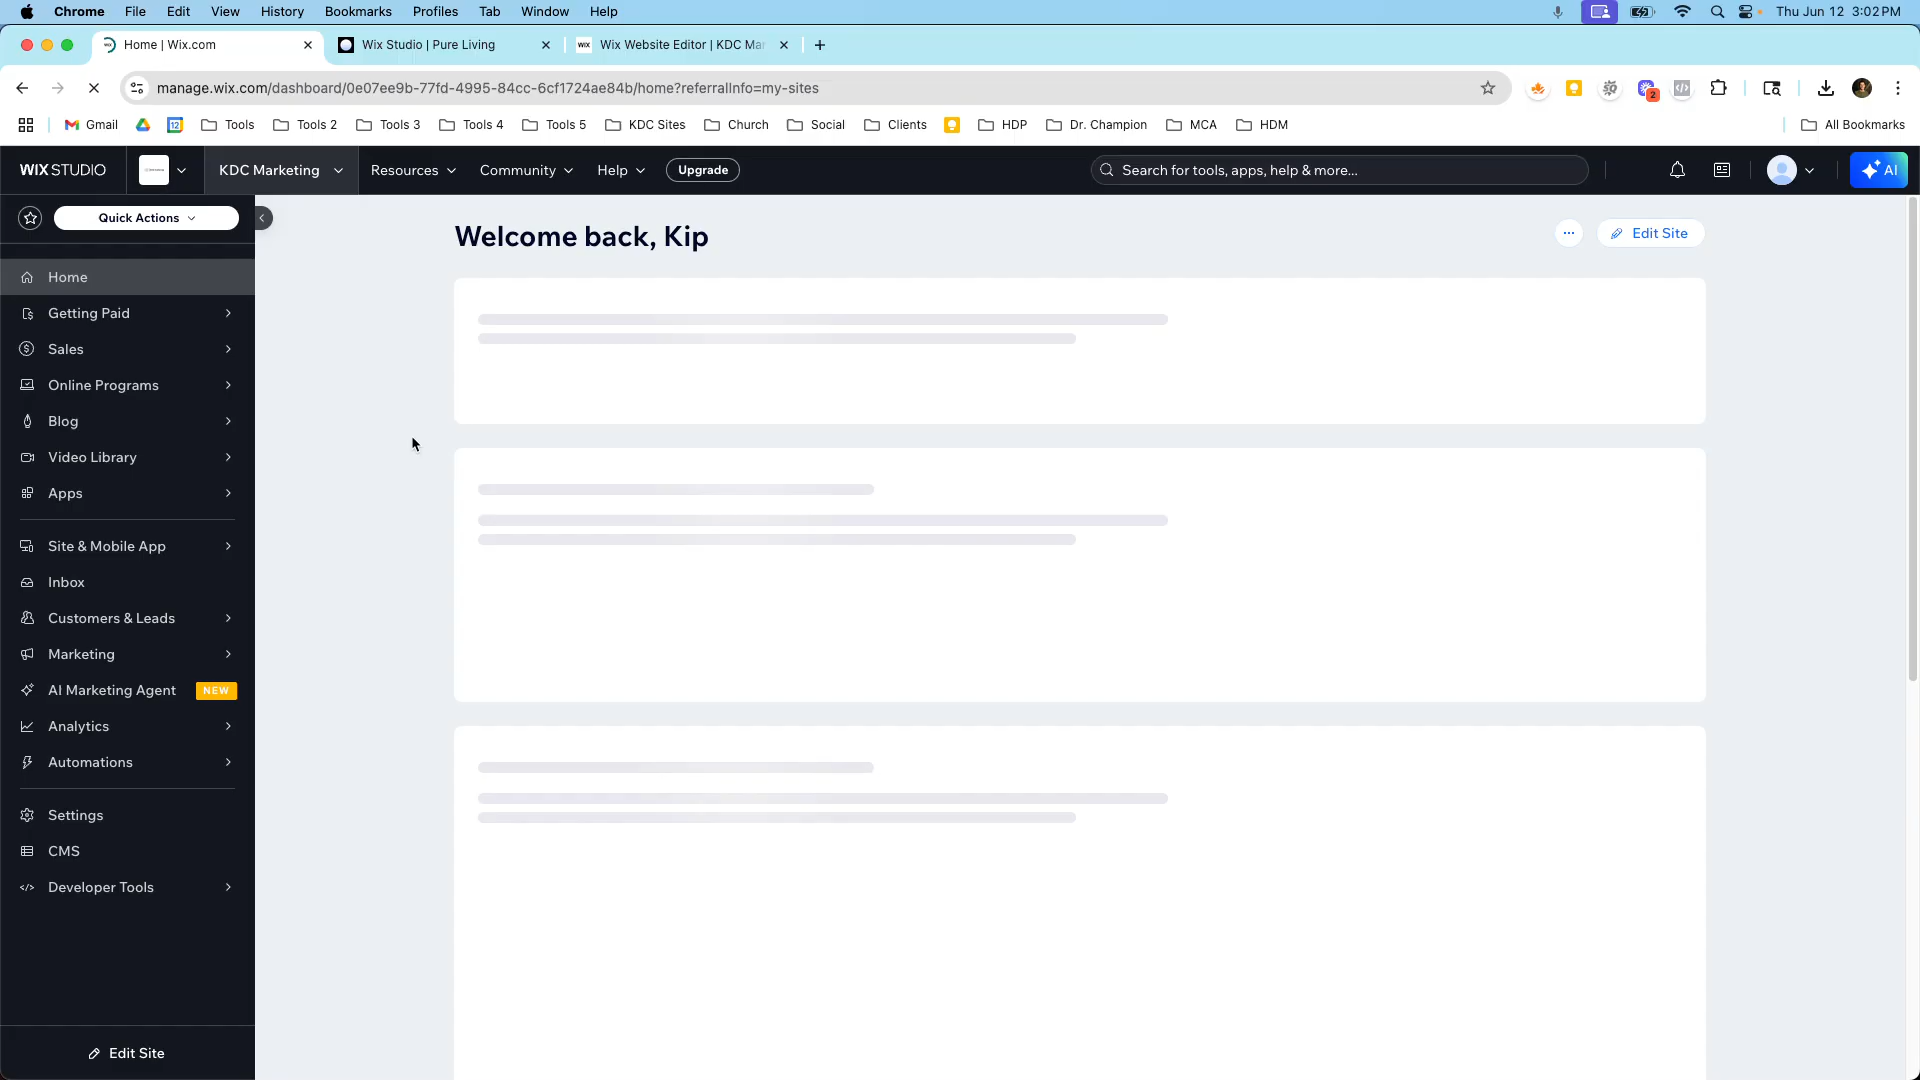 Chrome File Edit View History Bookmarks Profiles Tab Window Help Thu Jun 12 3:02 PM
Home | Wix.com Wix Studio | Pure Living Wix Website Editor | KDC Mar
manage.wix.com/dashboard/0e07ee9b-77fd-4995-84cc-6cf1724ae84b/home?referralInfo=my-sites
2
Gmail 12 Tools Tools 2 Tools 3 Tools 4 Tools 5 KDC Sites Church Social Clients HDP Dr. Champion MCA HDM All Bookmarks
WIX STUDIO KDC Marketing Resources Community Help Upgrade Search for tools, apps, help & more... AI
Quick Actions
Welcome back, Kip
Edit Site
Home
Getting Paid
Sales
Online Programs
Blog
Video Library
Apps
Site & Mobile App
Inbox
Customers & Leads
Marketing
AI Marketing Agent NEW
Analytics
Automations
Settings
CMS
Developer Tools
Edit Site